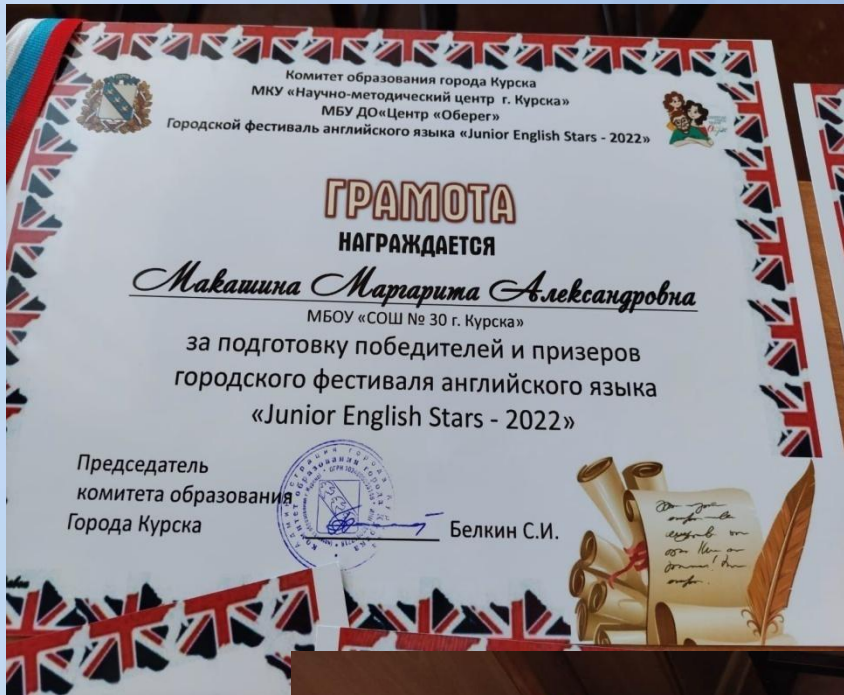 Комитет образования города Курска
МКУ «Научно-методический центр г. Курска»
МБУ ДО«Центр «Оберег»
Городской фестиваль английского языка «Junior English Stars - 2022»
ГРАМОТА
НАГРАЖДАЕТСЯ
Макашина Маргарита Александровна
МБОУ «СОШ № 30 г. Курска»
за подготовку победителей и призеров
городского фестиваля английского языка
«Junior English Stars - 2022»
Председатель
комитета образования
Города Курска
Белкин С.И.